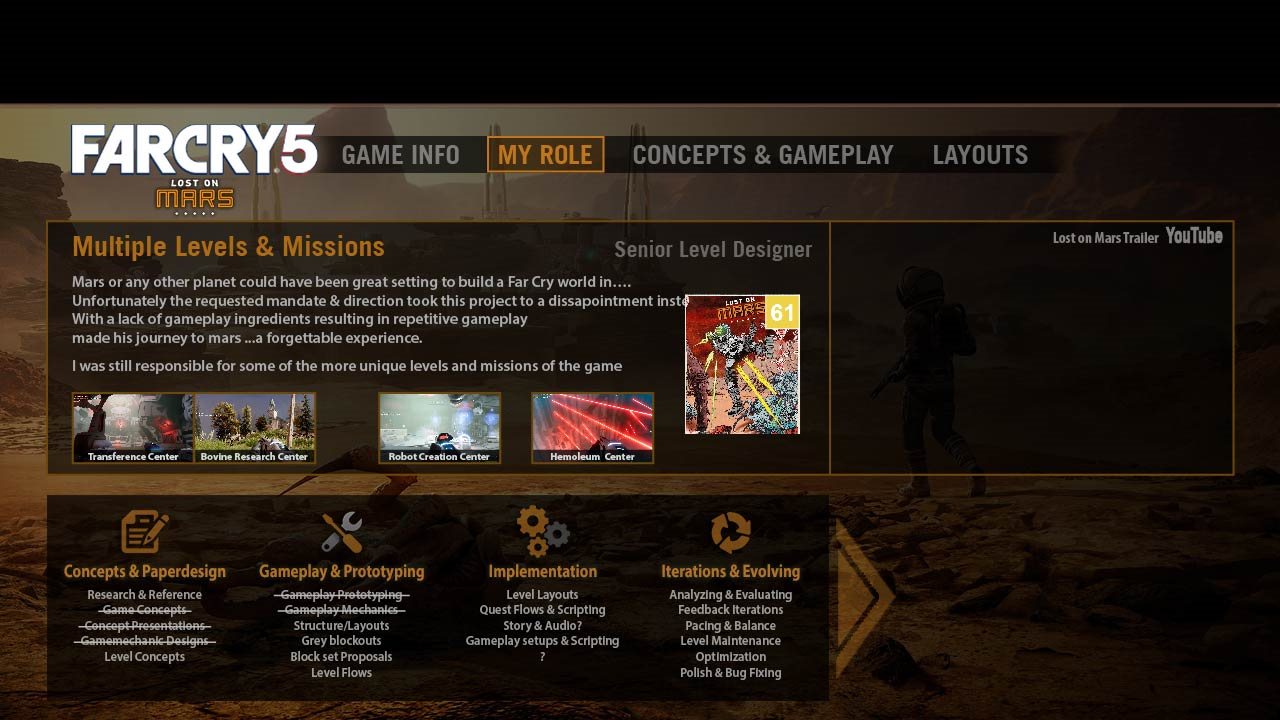 FARCRY5
LOST ON
MARS
GAME INFO
MY ROLE
CONCEPTS & GAMEPLAY
LAYOUTS
Multiple Levels & Missions
Senior Level Designer
Lost on Mars Trailer YouTube
Mars or any other planet could have been great setting to build a Far Cry world in....
Unfortunately the requested mandate & direction took this project to a dissapointment inste
With a lack of gameplay ingredients resulting in repetitive gameplay
made his journey to mars ...a forgettable experience.
I was still responsible for some of the more unique levels and missions of the game
LOST ON
MARS
61
Transference Center
Bovine Research Center
Robot Creation Center
Hemoleum Center
Concepts & Paperdesign
Research & Reference
Game Concepts
Concept Presentations
Gamemechanic Designs
Level Concepts
Gameplay & Prototyping
Gameplay Prototyping
Gameplay Mechanics
Structure/Layouts
Grey blockouts
Block set Proposals
Level Flows
Implementation
Level Layouts
Quest Flows & Scripting
Story & Audio?
Gameplay setups & Scripting
?
Iterations & Evolving
Analyzing & Evaluating
Feedback Iterations
Pacing & Balance
Level Maintenance
Optimization
Polish & Bug Fixing